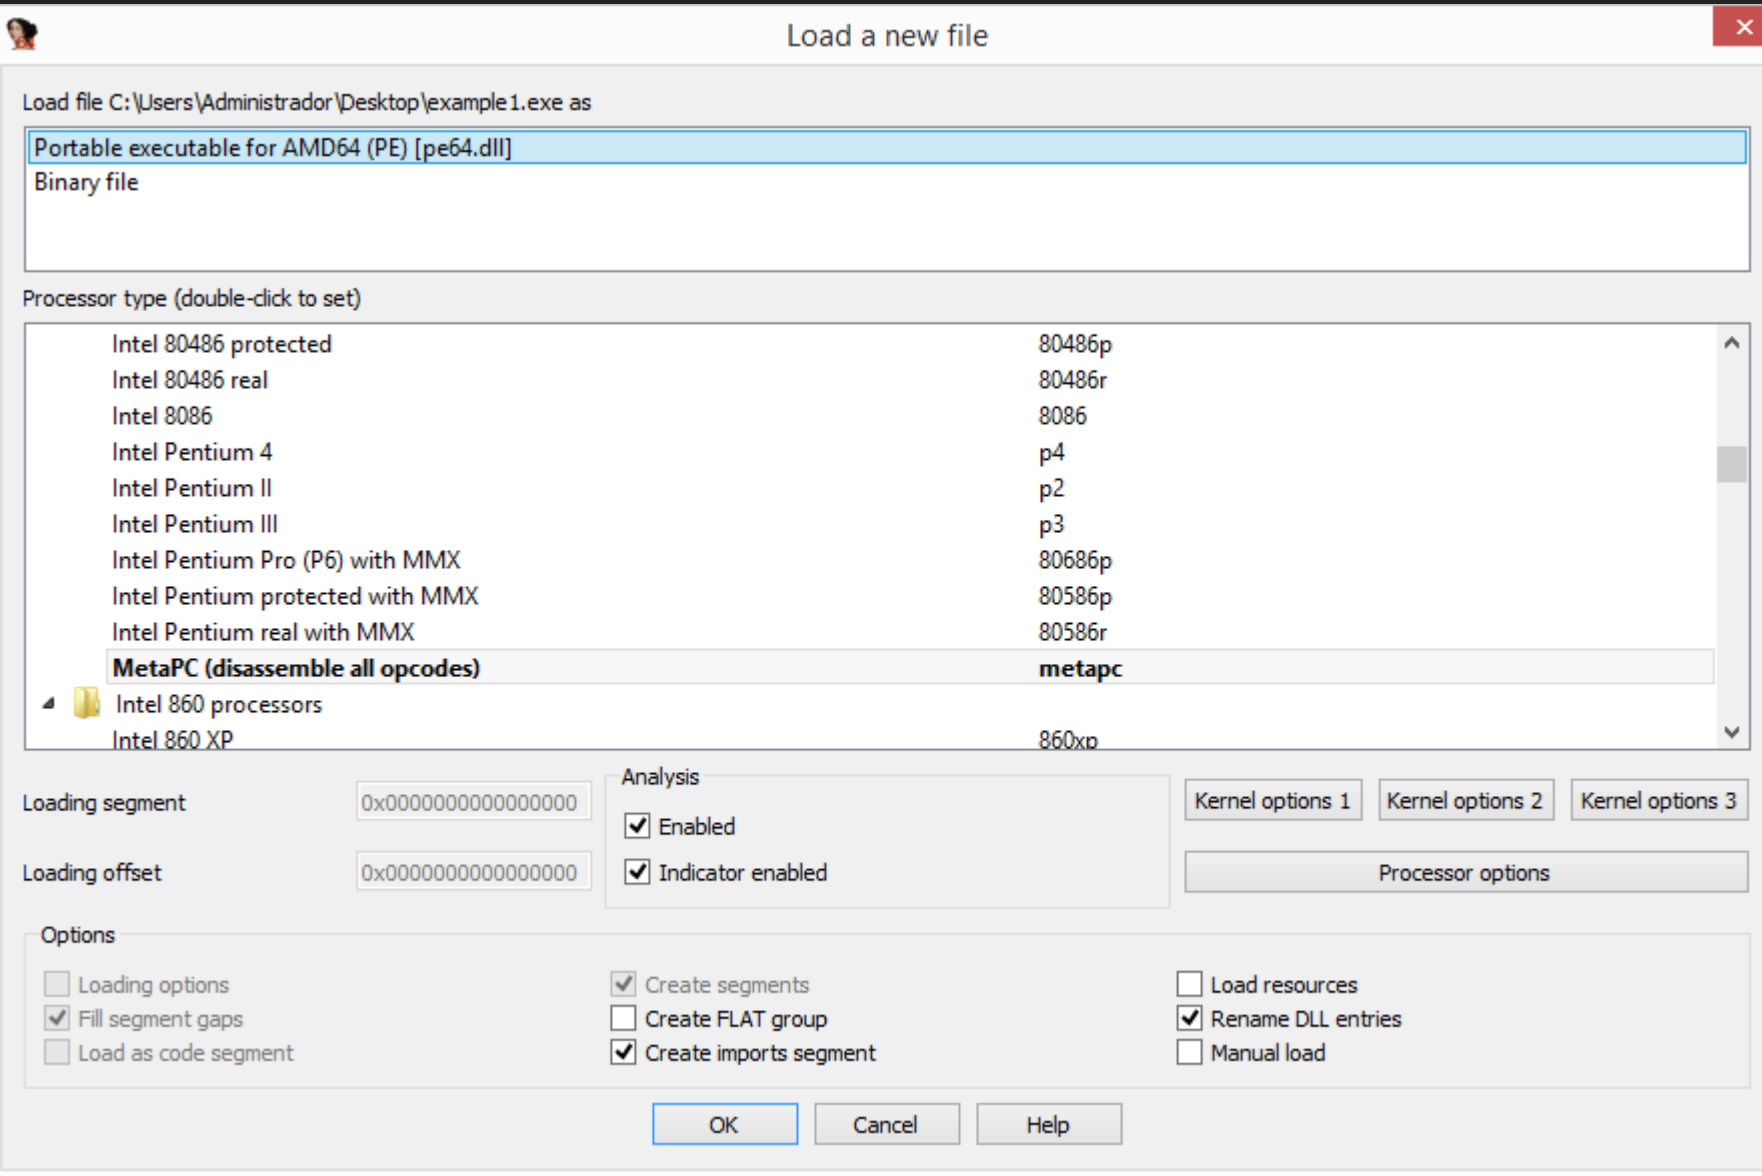 Load a new file
Load file C:\Users\Administrador\Desktop\example1.exe as
Portable executable for AMD64 (PE) [pe64.dll]
Binary file
Processor type (double-click to set)
Intel 80486 protected 80486p
Intel 80486 real 80486r
Intel 8086 8086
Intel Pentium 4 p4
Intel Pentium II p2
Intel Pentium III p3
Intel Pentium Pro (P6) with MMX 80686p
Intel Pentium protected with MMX 80586p
Intel Pentium real with MMX 80586r
MetaPC (disassemble all opcodes) metapc
Intel 860 processors
Intel 860 XP 860xp
Loading segment 0x0000000000000000
Loading offset 0x0000000000000000
Analysis
Enabled
Indicator enabled
Kernel options 1 Kernel options 2 Kernel options 3
Processor options
Options
Loading options Create segments Load resources
Fill segment gaps Create FLAT group Rename DLL entries
Load as code segment Create imports segment Manual load
OK Cancel Help